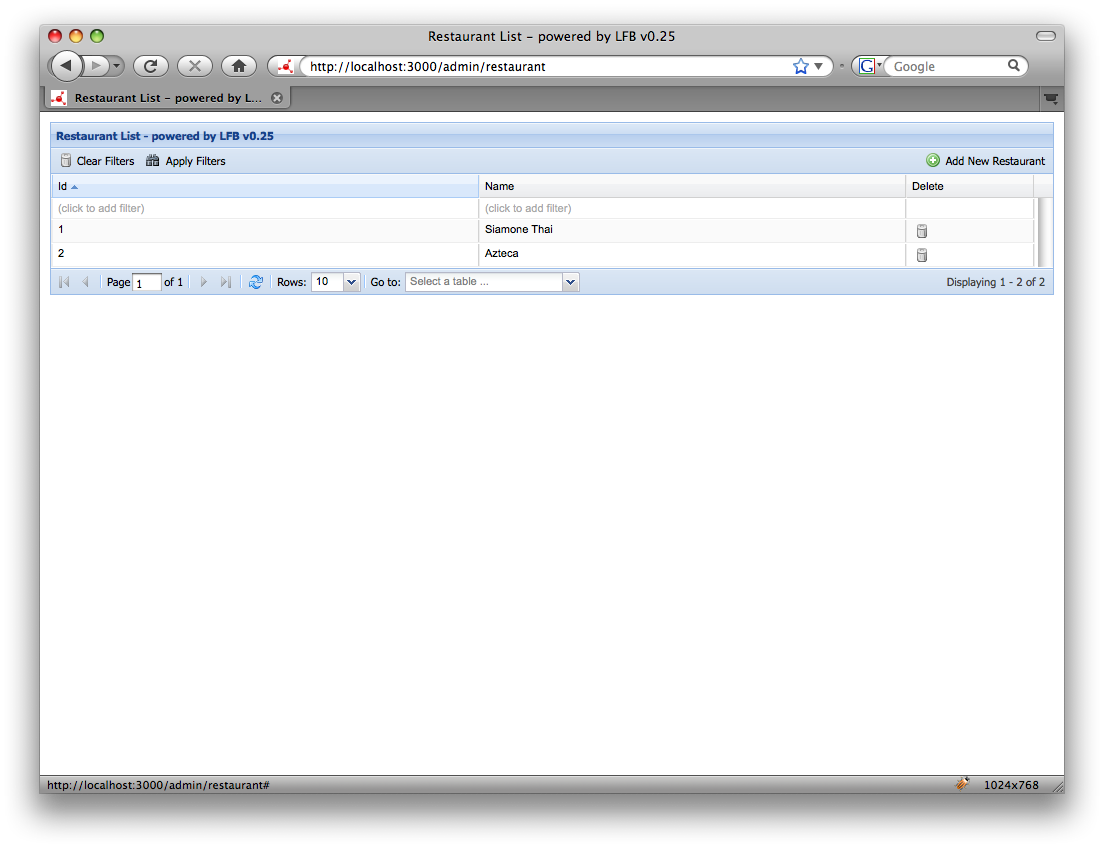 Restaurant List – powered by LFB v0.25
http://localhost:3000/admin/restaurant
G Google
Restaurant List – powered by L...
Restaurant List - powered by LFB v0.25
Clear Filters Apply Filters Add New Restaurant
Id Name Delete
(click to add filter) (click to add filter)
1 Siamone Thai
2 Azteca
Page 1 of 1 Rows: 10 Go to: Select a table ... Displaying 1 - 2 of 2
http://localhost:3000/admin/restaurant# 1024x768